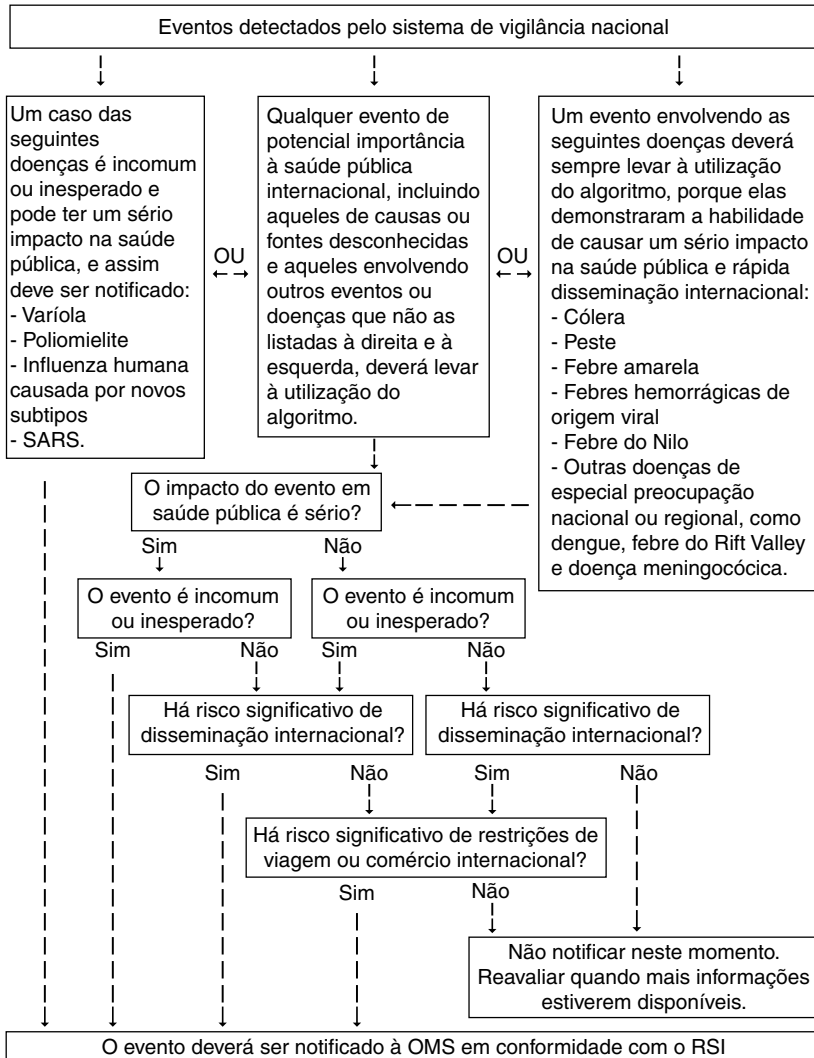 Eventos detectados pelo sistema de vigilância nacional
Um caso das
seguintes
doenças é incomum
ou inesperado e
pode ter um sério
impacto na saúde
pública, e assim
deve ser notificado:
- Varíola
- Poliomielite
- Influenza humana
causada por novos
subtipos
- SARS.
OU
Qualquer evento de
potencial importância
à saúde pública
internacional, incluindo
aqueles de causas ou
fontes desconhecidas
e aqueles envolvendo
outros eventos ou
doenças que não as
listadas à direita e à
esquerda, deverá levar
à utilização do
algoritmo.
OU
Um evento envolvendo as
seguintes doenças deverá
sempre levar à utilização
do algoritmo, porque elas
demonstraram a habilidade
de causar um sério impacto
na saúde pública e rápida
disseminação internacional:
- Cólera
- Peste
- Febre amarela
- Febres hemorrágicas de
origem viral
- Febre do Nilo
- Outras doenças de
especial preocupação
nacional ou regional, como
dengue, febre do Rift Valley
e doença meningocócica.
O impacto do evento em
saúde pública é sério?
Sim Não
O evento é incomum
ou inesperado?
O evento é incomum
ou inesperado?
Sim Não Sim Não
Há risco significativo de
disseminação internacional?
Há risco significativo de
disseminação internacional?
Sim Não Sim Não
Há risco significativo de restrições de
viagem ou comércio internacional?
Sim Não
Não notificar neste momento.
Reavaliar quando mais informações
estiverem disponíveis.
O evento deverá ser notificado à OMS em conformidade com o RSI